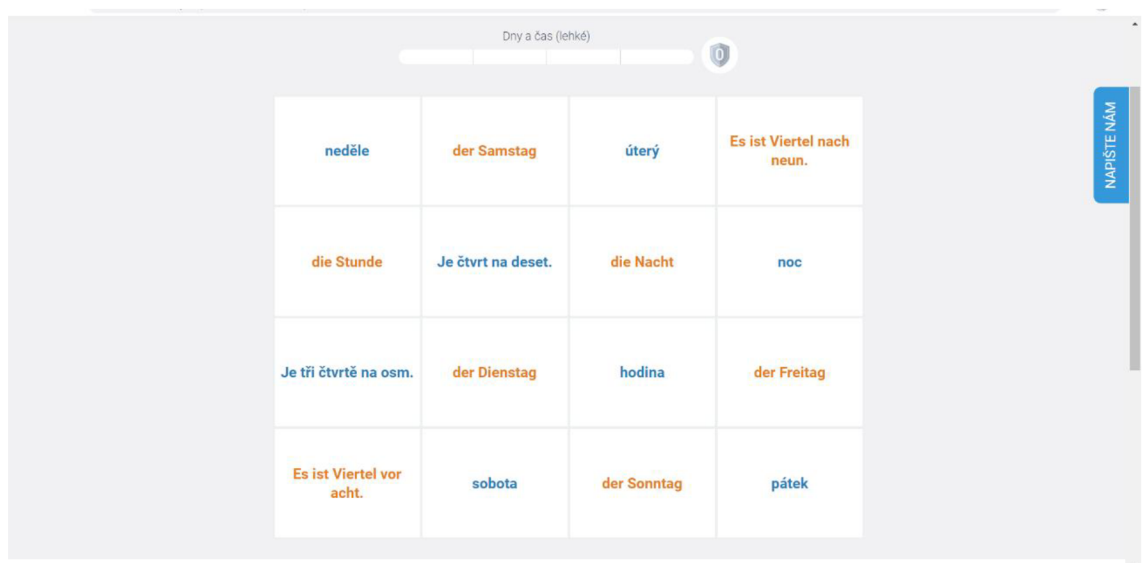 Dny a čas (lehké)
0
NAPIŠTE NÁM
neděle
der Samstag
úterý
Es ist Viertel nach
neun.
die Stunde
Je čtvrt na deset.
die Nacht
noc
Je tři čtvrtě na osm.
der Dienstag
hodina
der Freitag
Es ist Viertel vor
acht.
sobota
der Sonntag
pátek